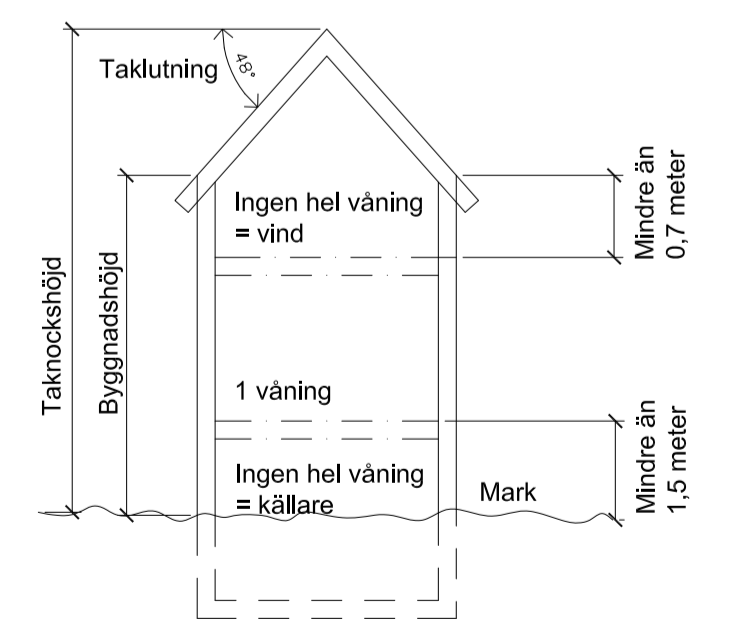 Taklutning
48°
Ingen hel våning
= vind
Mindre än
0,7 meter
Taknockshöjd
Byggnadshöjd
1 våning
Ingen hel våning
= källare
Mark
Mindre än
1,5 meter